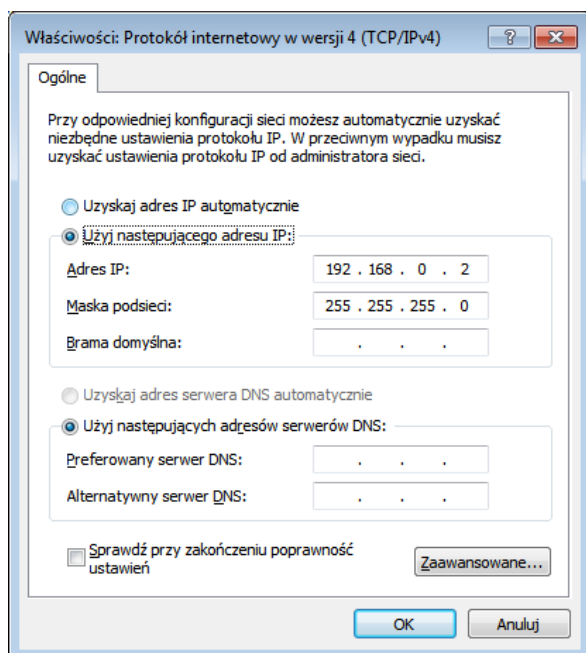 Właściwości: Protokół internetowy w wersji 4 (TCP/IPv4)
Ogólne
Przy odpowiedniej konfiguracji sieci możesz automatycznie uzyskać
niezbędne ustawienia protokołu IP. W przeciwnym wypadku musisz
uzyskać ustawienia protokołu IP od administratora sieci.
Uzyskaj adres IP automatycznie
Użyj następującego adresu IP:
Adres IP: 192 . 168 . 0 . 2
Maska podsieci: 255 . 255 . 255 . 0
Brama domyślna: . . .
Uzyskaj adres serwera DNS automatycznie
Użyj następujących adresów serwerów DNS:
Preferowany serwer DNS: . . .
Alternatywny serwer DNS: . . .
Sprawdź przy zakończeniu poprawność
ustawień
Zaawansowane...
OK Anuluj